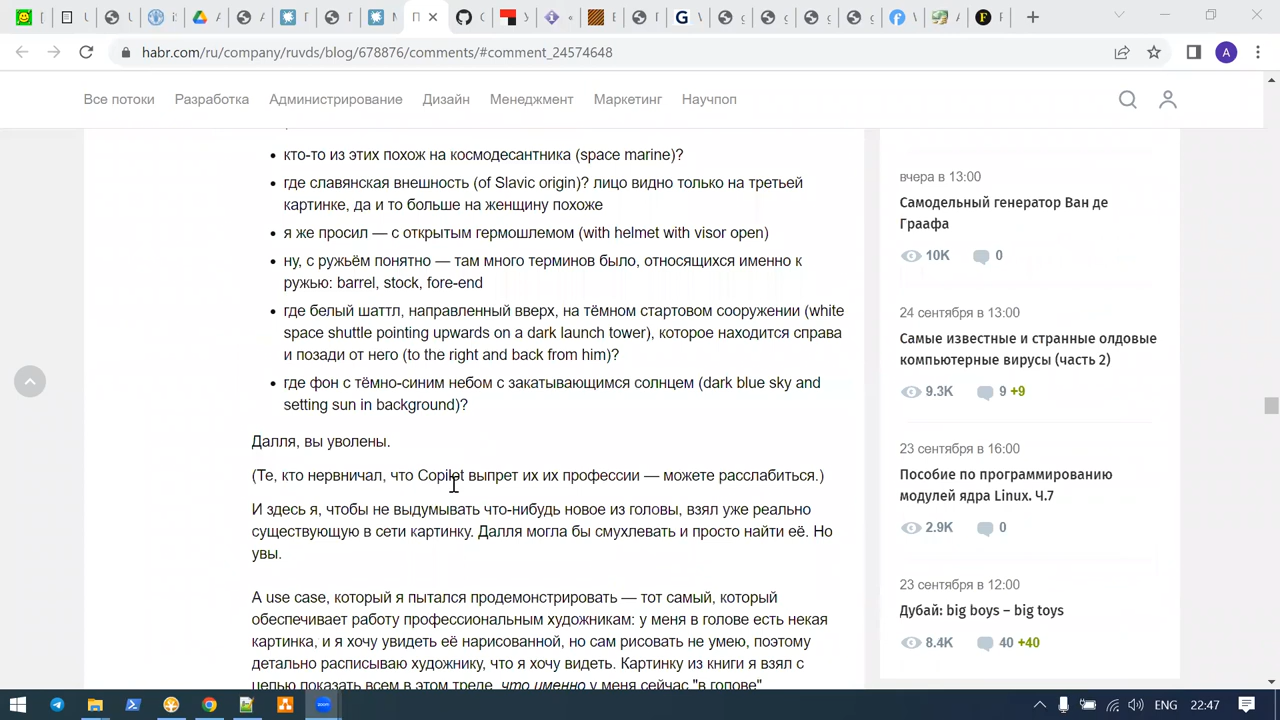 habr.com/ru/company/ruvds/blog/678876/comments/#comment_24574648
A
Все потоки Разработка Администрирование Дизайн Менеджмент Маркетинг Научпоп
кто-то из этих похож на космодесантника (space marine)?
где славянская внешность (of Slavic origin)? лицо видно только на третьей
картинке, да и то больше на женщину похоже
я же просил — с открытым гермошлемом (with helmet with visor open)
ну, с ружьём понятно — там много терминов было, относящихся именно к
ружью: barrel, stock, fore-end
где белый шаттл, направленный вверх, на тёмном стартовом сооружении (white
space shuttle pointing upwards on a dark launch tower), которое находится справа
и позади от него (to the right and back from him)?
где фон с тёмно-синим небом с закатывающимся солнцем (dark blue sky and
setting sun in background)?
Далля, вы уволены.
(Те, кто нервничал, что Copilot выпрет их их профессии — можете расслабиться.)
И здесь я, чтобы не выдумывать что-нибудь новое из головы, взял уже реально
существующую в сети картинку. Далля могла бы смухлевать и просто найти её. Но
увы.
А use case, который я пытался продемонстрировать — тот самый, который
обеспечивает работу профессиональным художникам: у меня в голове есть некая
картинка, и я хочу увидеть её нарисованной, но сам рисовать не умею, поэтому
детально расписываю художнику, что я хочу видеть. Картинку из книги я взял с
целью показать всем в этом треде, что именно у меня сейчас "в голове"
вчера в 13:00
Самодельный генератор Ван де
Граафа
10K 0
24 сентября в 13:00
Самые известные и странные олдовые
компьютерные вирусы (часть 2)
9.3K 9 +9
23 сентября в 16:00
Пособие по программированию
модулей ядра Linux. Ч.7
2.9K 0
23 сентября в 12:00
Дубай: big boys – big toys
8.4K 40 +40
zoom
ENG 22:47